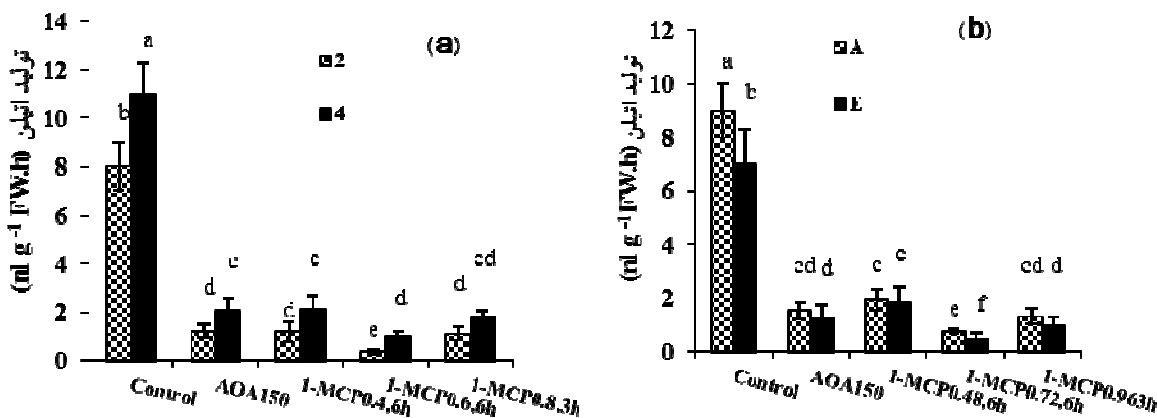 (a)
تولید اتیلن
(nl g -1 FW.h)
14
12
10
8
6
4
2
0
2
4
b
a
d
c
d
c
e
d
d
cd
Control
AOA150
1-MCP0.4,6h
1-MCP0.6,6h
1-MCP0.8,3h
(b)
تولید اتیلن
(nl g -1 FW.h)
12
10
8
6
4
2
0
A
E
a
b
cd
d
c
c
e
f
cd
d
Control
AOA150
1-MCP0.48,6h
1-MCP0.72,6h
1-MCP0.963h